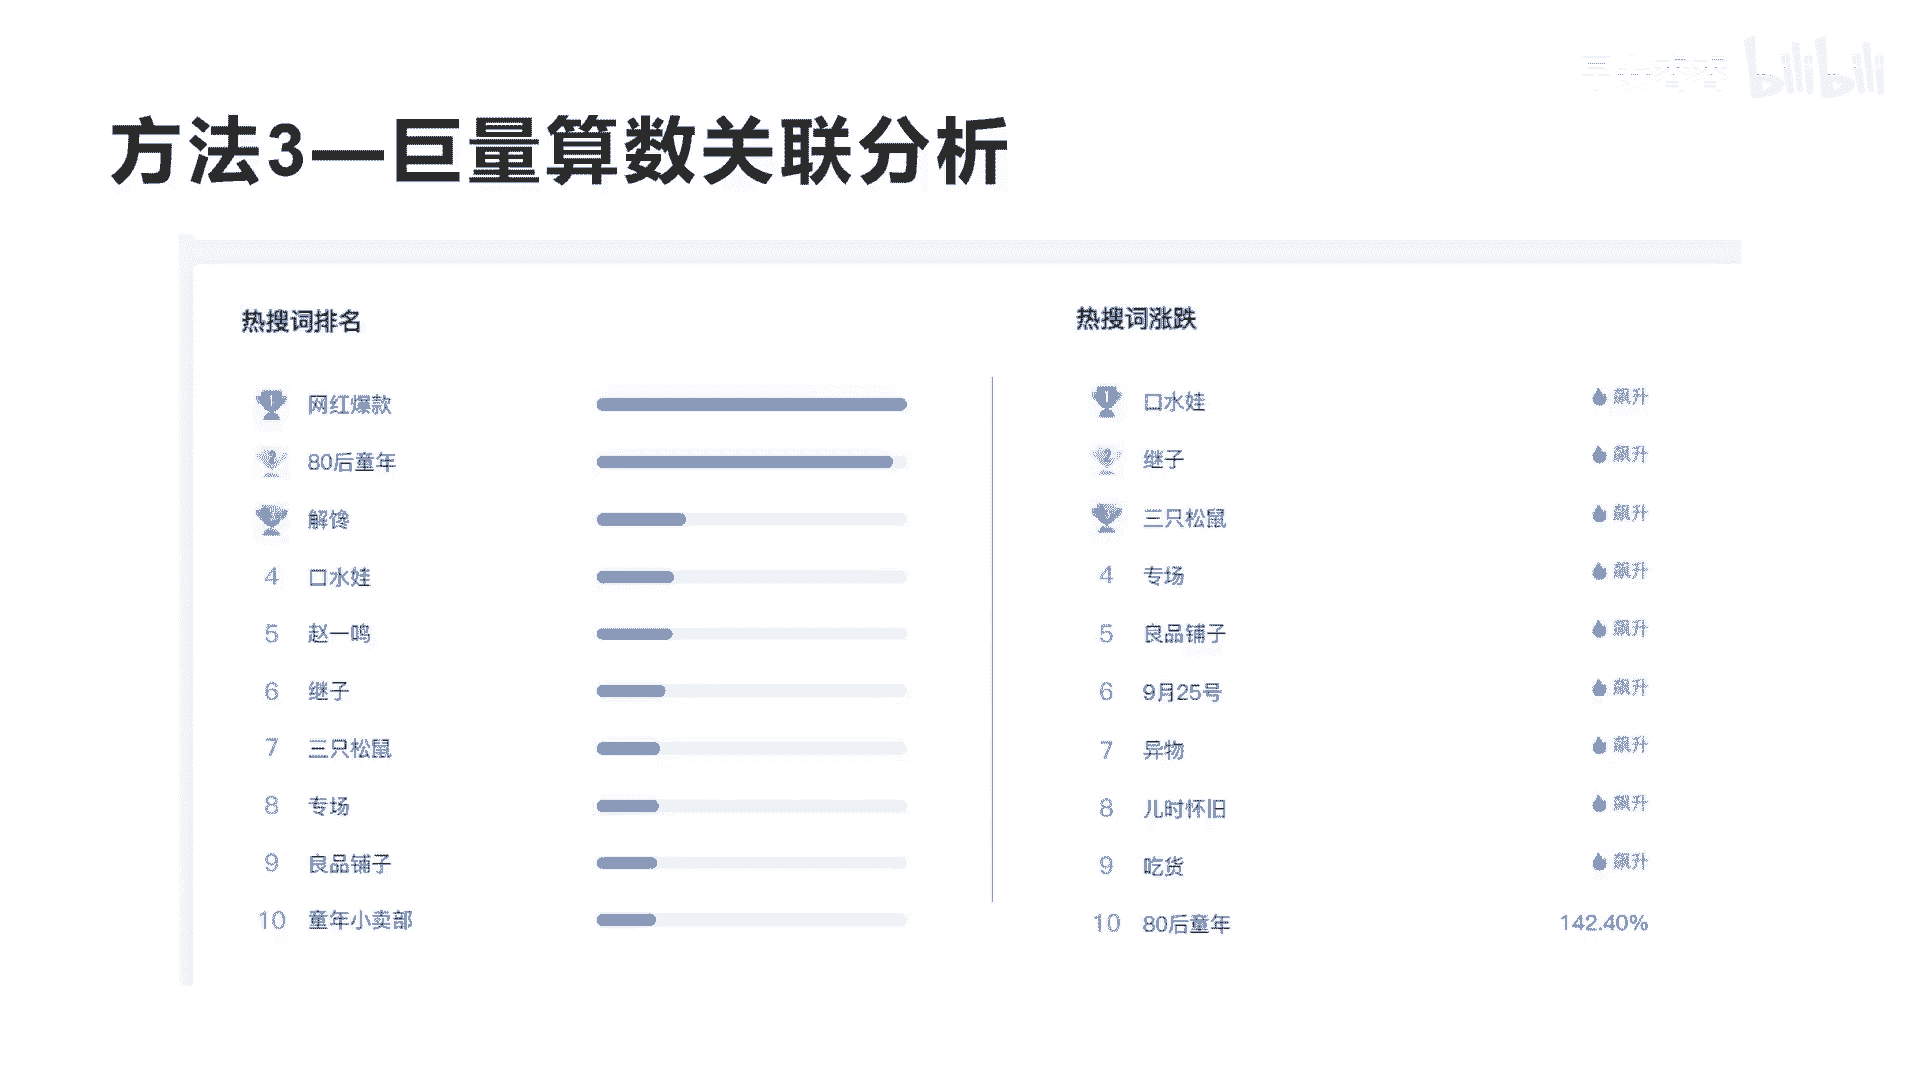 bilibili
方法3—巨量算数关联分析
热搜词排名
1 网红爆款
2 80后童年
3 解馋
4 口水娃
5 赵一鸣
6 继子
7 三只松鼠
8 专场
9 良品铺子
10 童年小卖部
热搜词涨跌
1 口水娃 飙升
2 继子 飙升
3 三只松鼠 飙升
4 专场 飙升
5 良品铺子 飙升
6 9月25号 飙升
7 异物 飙升
8 儿时怀旧 飙升
9 吃货 飙升
10 80后童年 142.40%